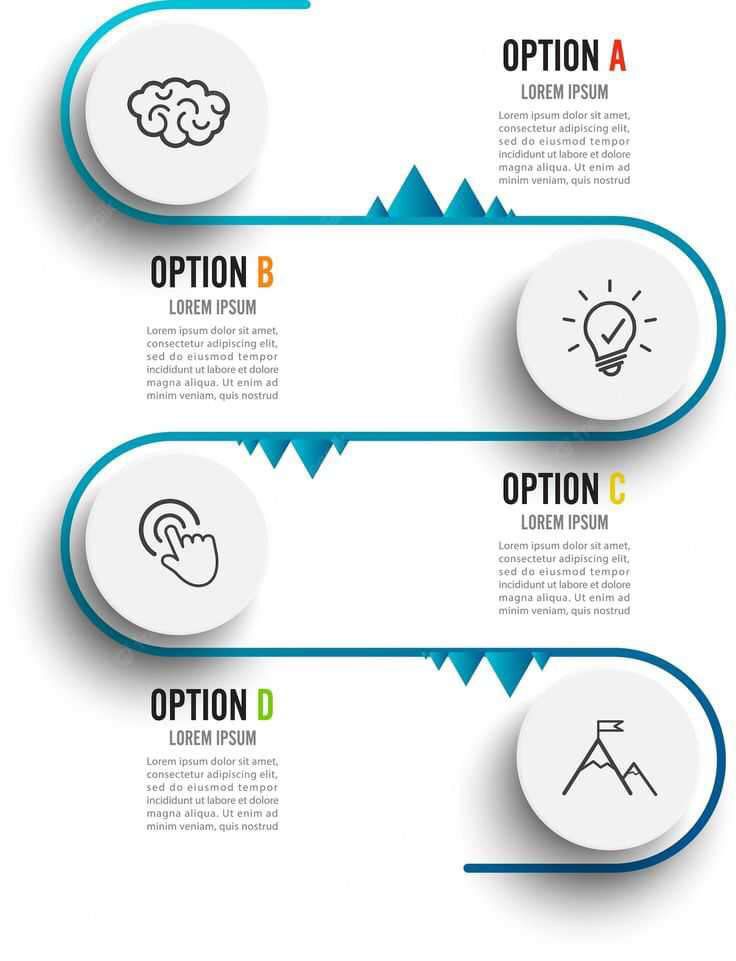 OPTION A
LOREM IPSUM
Lorem ipsum dolor sit amet,
consectetur adipiscing elit,
sed do eiusmod tempor
incididunt ut labore et dolore
magna aliqua. Ut enim ad
minim veniam, quis nostrud
OPTION B
LOREM IPSUM
Lorem ipsum dolor sit amet,
consectetur adipiscing elit,
sed do eiusmod tempor
incididunt ut labore et dolore
magna aliqua. Ut enim ad
minim veniam, quis nostrud
OPTION C
LOREM IPSUM
Lorem ipsum dolor sit amet,
consectetur adipiscing elit,
sed do eiusmod tempor
incididunt ut labore et dolore
magna aliqua. Ut enim ad
minim veniam, quis nostrud
OPTION D
LOREM IPSUM
Lorem ipsum dolor sit amet,
consectetur adipiscing elit,
sed do eiusmod tempor
incididunt ut labore et dolore
magna aliqua. Ut enim ad
minim veniam, quis nostrud